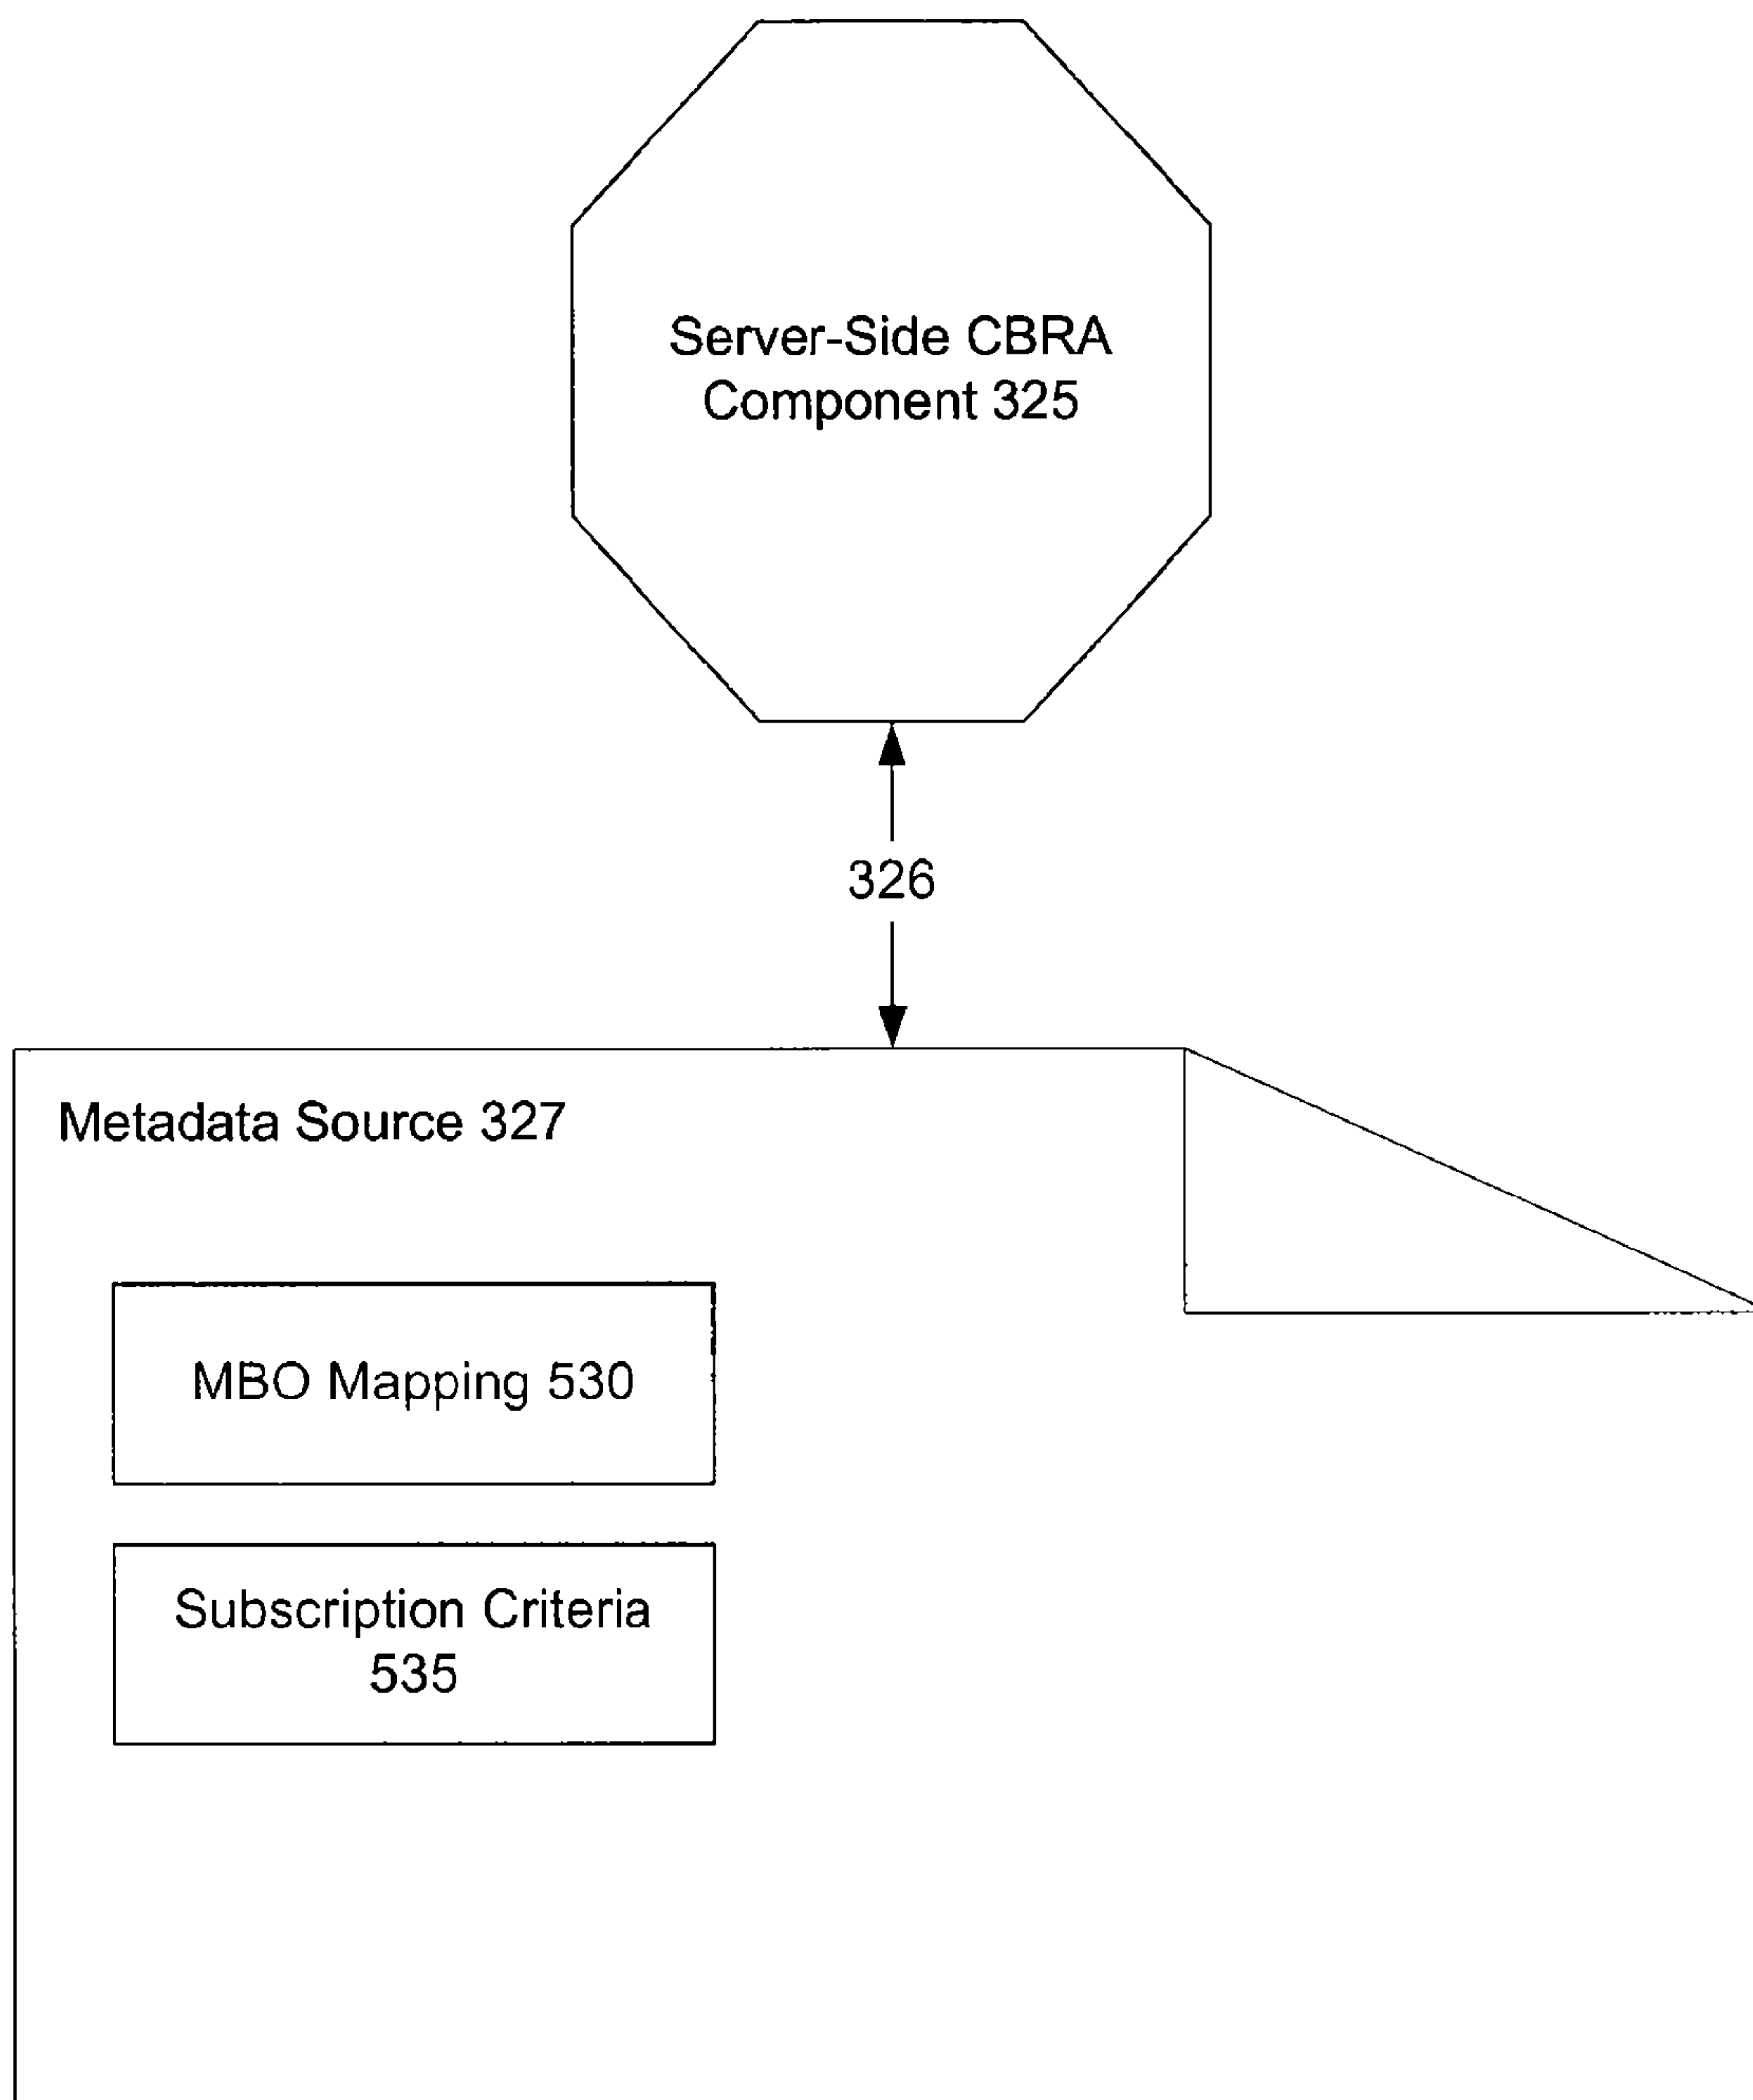 Server-Side CBRA
Component 325
326
Metadata Source 327
MBO Mapping 530
Subscription Criteria
535